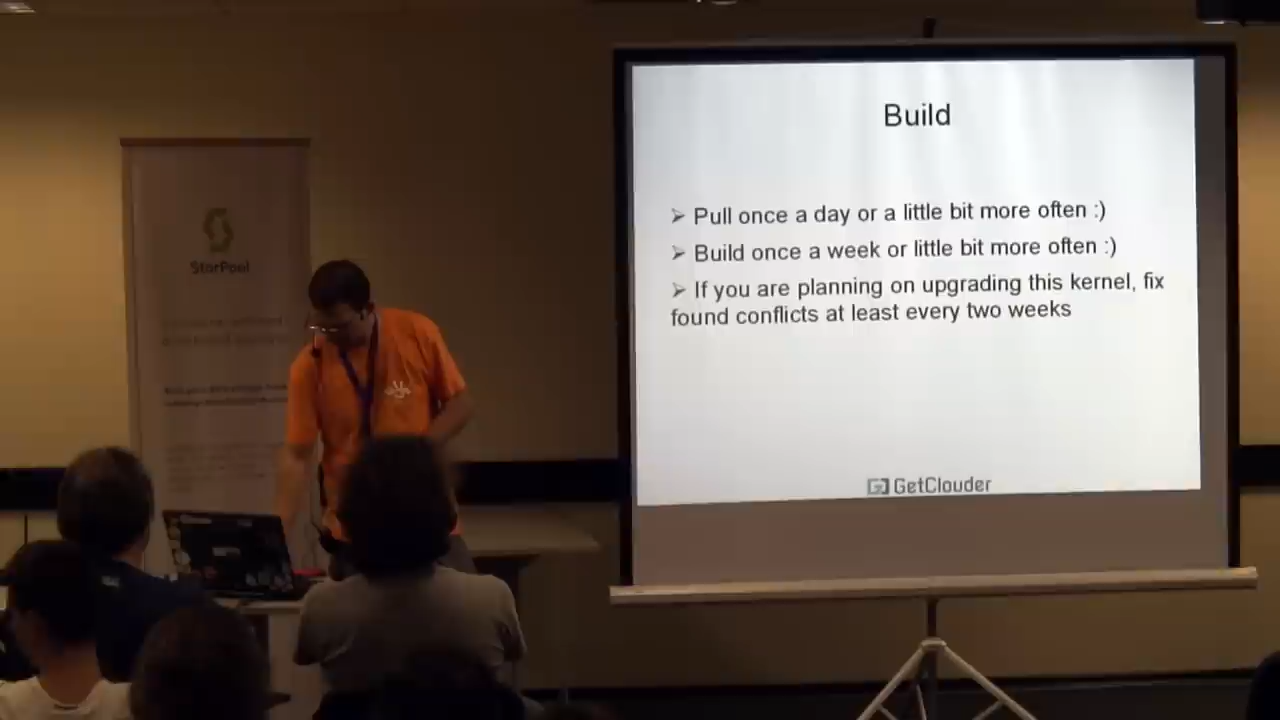 Build
➢ Pull once a day or a little bit more often :)
➢ Build once a week or little bit more often :)
➢ If you are planning on upgrading this kernel, fix
found conflicts at least every two weeks
GetClouder
StorPool